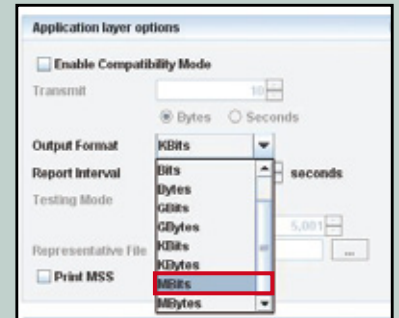 Application layer options
Enable Compatibility Mode
Transmit 10
Bytes Seconds
Output Format KBits
Report Interval seconds
Bits
Bytes
GBits
GBytes
KBits
KBytes
MBits
MBytes
Testing Mode
5,001
Representative File ...
Print MSS